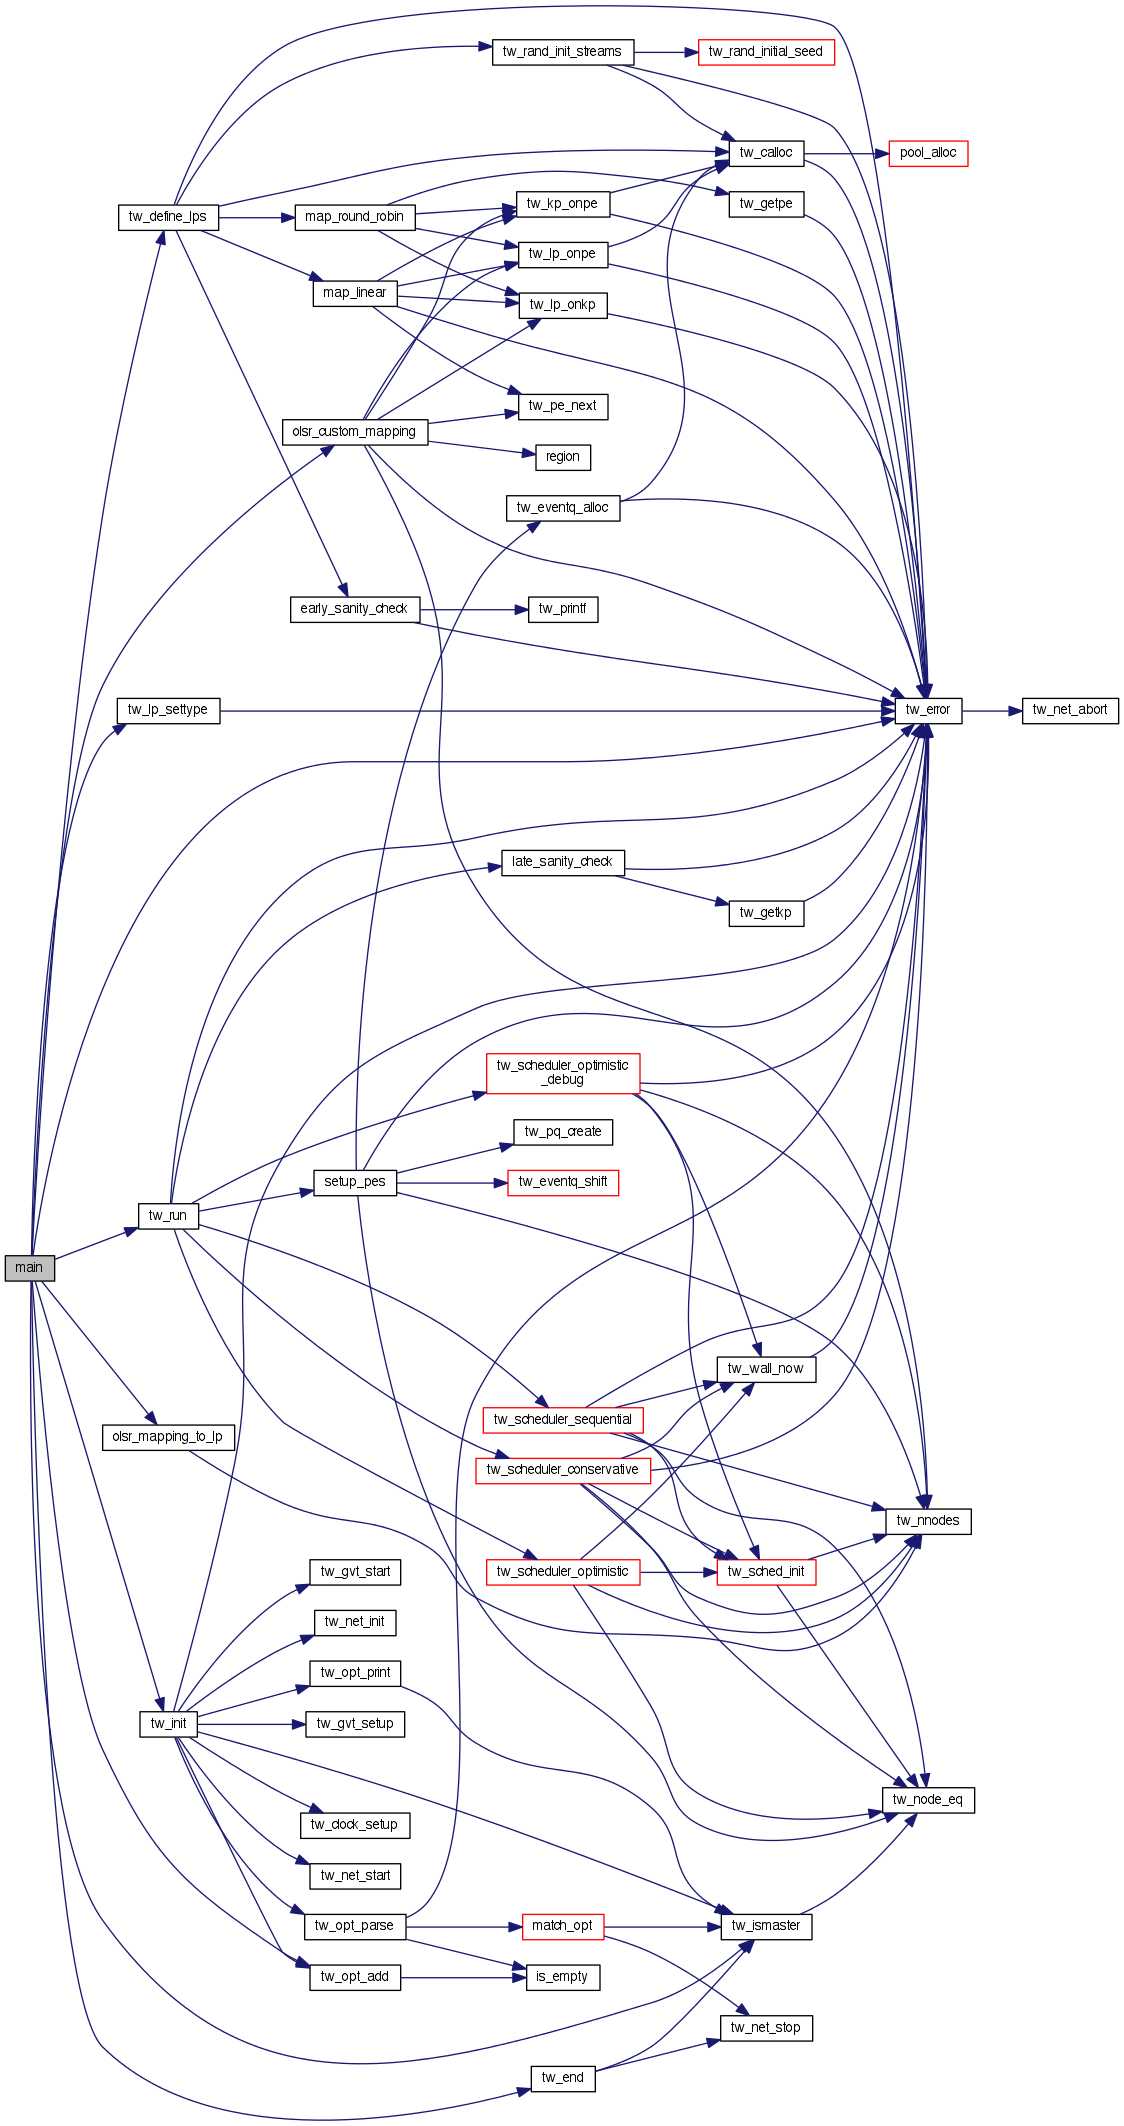 tw_rand_init_streams
tw_rand_initial_seed
tw_calloc
pool_alloc
tw_define_lps
map_round_robin
tw_kp_onpe
tw_getpe
tw_lp_onpe
map_linear
tw_lp_onkp
tw_pe_next
olsr_custom_mapping
region
tw_eventq_alloc
early_sanity_check
tw_printf
tw_lp_settype
tw_error
tw_net_abort
late_sanity_check
tw_getkp
tw_scheduler_optimistic
_debug
tw_pq_create
setup_pes
tw_eventq_shift
tw_run
main
tw_wall_now
tw_scheduler_sequential
olsr_mapping_to_lp
tw_scheduler_conservative
tw_nnodes
tw_gvt_start
tw_scheduler_optimistic
tw_sched_init
tw_net_init
tw_opt_print
tw_init
tw_gvt_setup
tw_node_eq
tw_clock_setup
tw_net_start
tw_opt_parse
match_opt
tw_ismaster
tw_opt_add
is_empty
tw_net_stop
tw_end